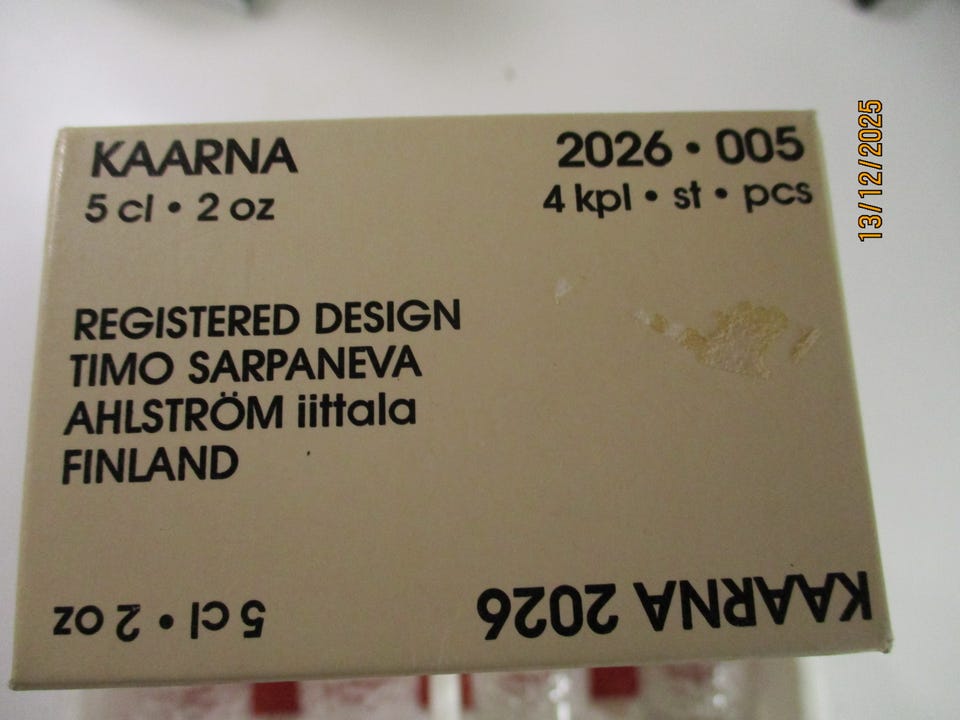 KAARNA
5 cl • 2 oz
2026 • 005
4 kpl • st • pcs
REGISTERED DESIGN
TIMO SARPANEVA
AHLSTRÖM iittala
FINLAND
KAARNA 2026
5 cl • 2 oz
13/12/2025